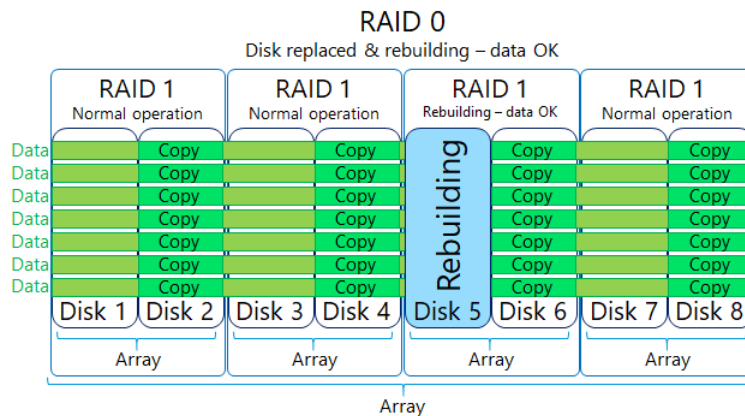 RAID 0
Disk replaced & rebuilding – data OK
RAID 1 RAID 1 RAID 1 RAID 1
Normal operation Normal operation Rebuilding – data OK Normal operation
Data Copy Copy Copy Copy
Data Copy Copy Copy Copy
Data Copy Copy Copy Copy
Data Copy Copy Copy Copy
Data Copy Copy Copy Copy
Data Copy Copy Copy Copy
Data Copy Copy Copy Copy
Rebuilding
Disk 1 Disk 2 Disk 3 Disk 4 Disk 5 Disk 6 Disk 7 Disk 8
Array Array Array Array
Array